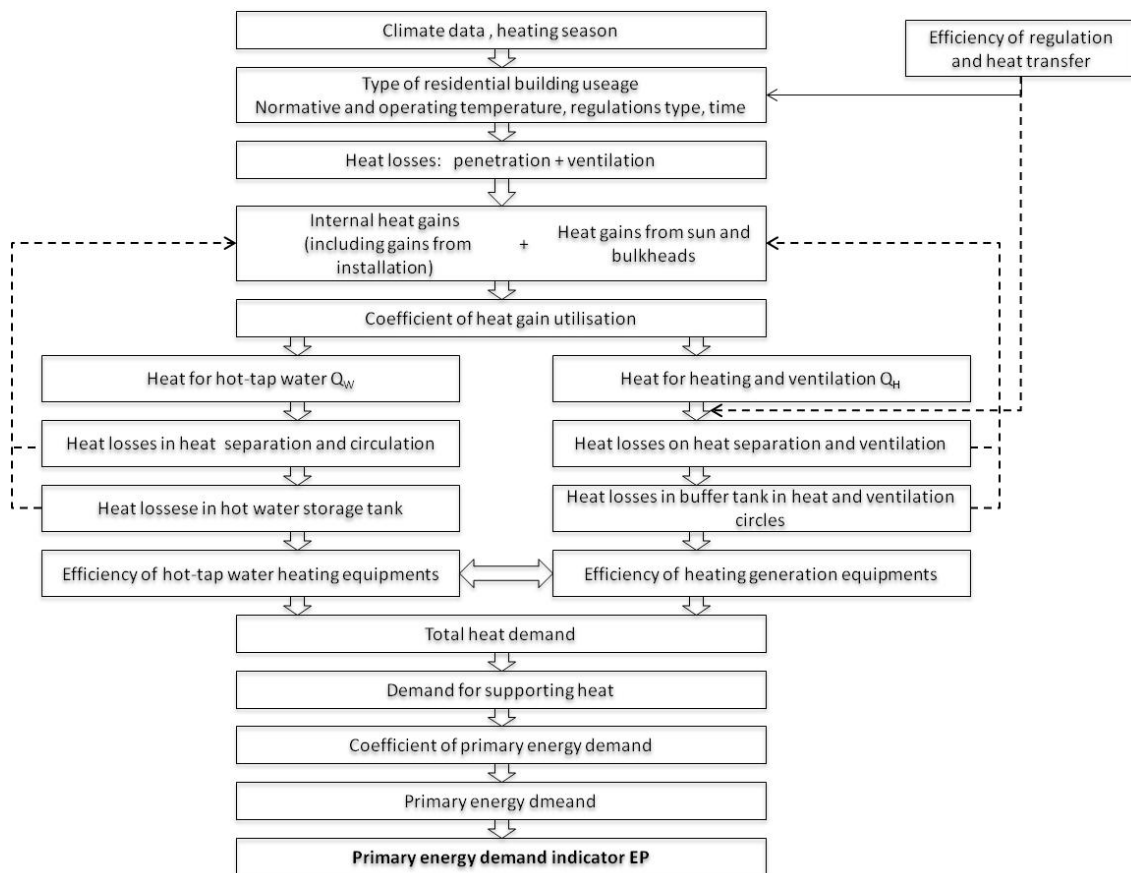 Climate data , heating season
Efficiency of regulation
and heat transfer
Type of residential building useage
Normative and operating temperature, regulations type, time
Heat losses:  penetration + ventilation
Internal heat gains
(including gains from
installation)
+
Heat gains from sun and
bulkheads
Coefficient of heat gain utilisation
Heat for hot-tap water QW
Heat for heating and ventilation QH
Heat losses in heat  separation and circulation
Heat losses on heat separation and ventilation
Heat lossese in hot water storage tank
Heat losses in buffer tank in heat and ventilation
circles
Efficiency of hot-tap water heating equipments
Efficiency of heating generation equipments
Total heat demand
Demand for supporting heat
Coefficient of primary energy demand
Primary energy dmeand
Primary energy demand indicator EP